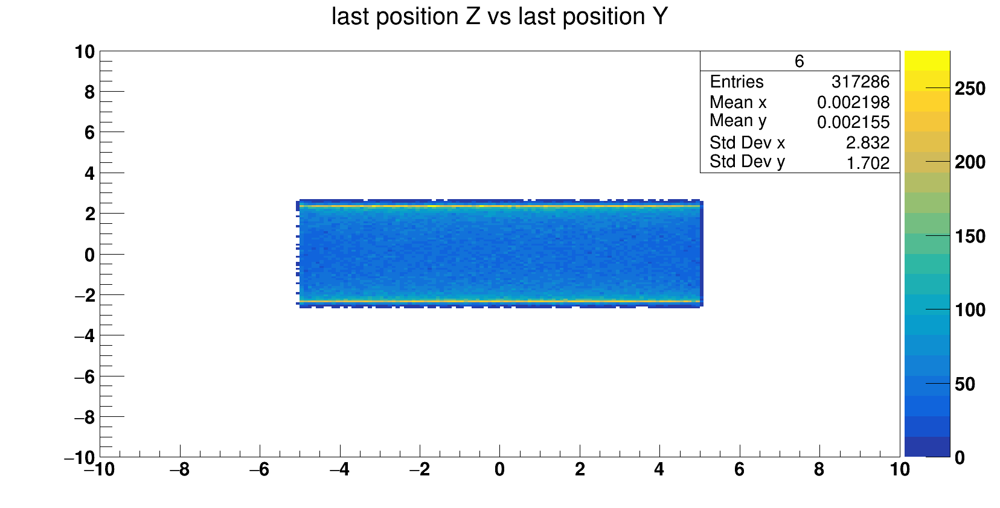 last position Z vs last position Y
6
Entries 317286
Mean x 0.002198
Mean y 0.002155
Std Dev x 2.832
Std Dev y 1.702
10
8
6
4
2
0
−2
−4
−6
−8
−10
−10 −8 −6 −4 −2 0 2 4 6 8 10
250
200
150
100
50
0